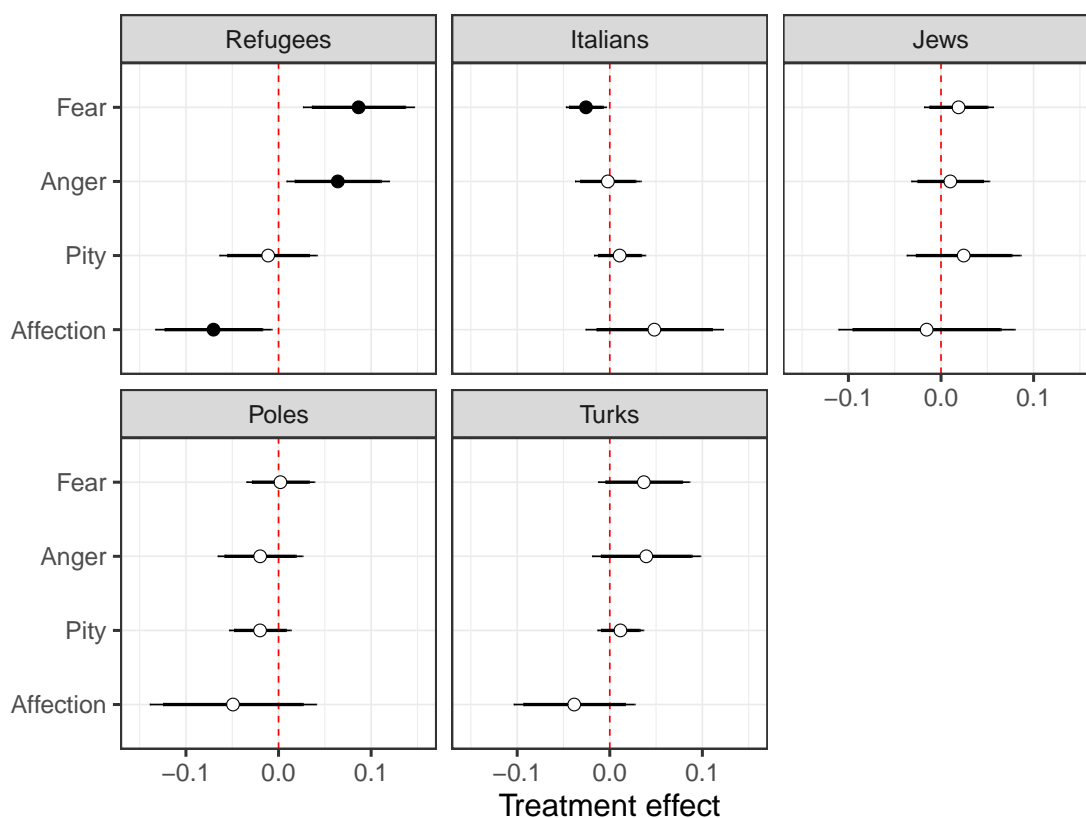 Refugees
Italians
Jews
Fear
Anger
Pity
Affection
−0.1 0.0 0.1
Poles
Turks
Fear
Anger
Pity
Affection
−0.1 0.0 0.1
−0.1 0.0 0.1
Treatment effect